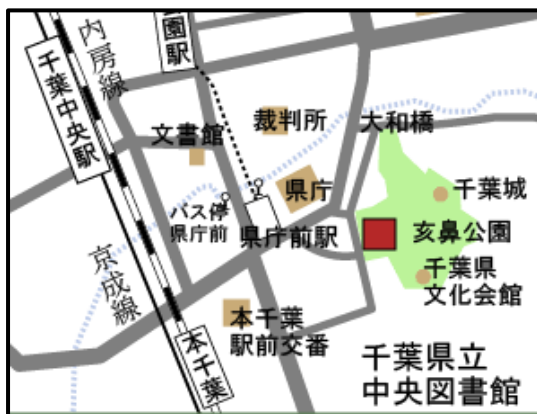 内房線
千葉中央駅
公園駅
文書館
裁判所
大和橋
県庁
千葉城
バス停
県庁前
県庁前駅
亥鼻公園
千葉県
文化会館
京成線
本千葉
駅前交番
本千葉
千葉県立
中央図書館